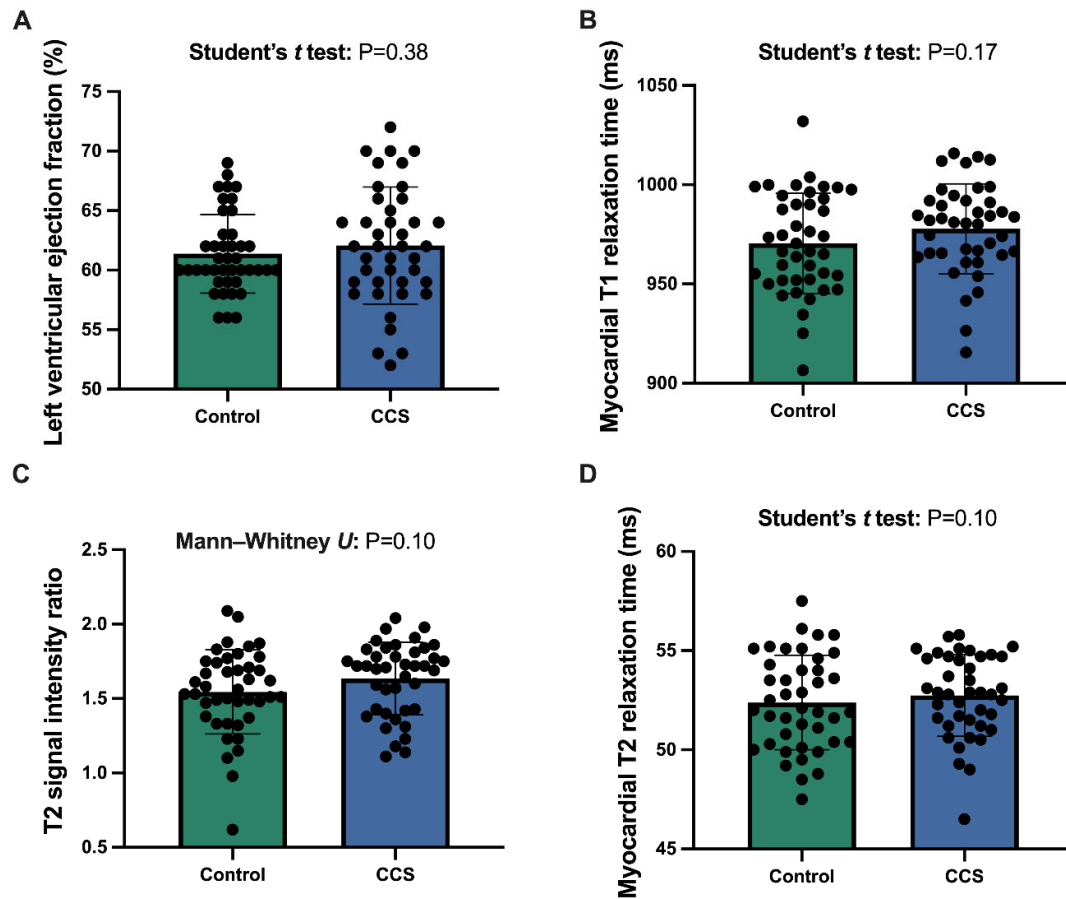 A
Student’s t test: P=0.38
Left ventricular ejection fraction (%)
75
70
65
60
55
50
Control
CCS
B
Student’s t test: P=0.17
Myocardial T1 relaxation time (ms)
1050
1000
950
900
Control
CCS
C
Mann–Whitney U: P=0.10
T2 signal intensity ratio
2.5
2.0
1.5
1.0
0.5
Control
CCS
D
Student’s t test: P=0.10
Myocardial T2 relaxation time (ms)
60
55
50
45
Control
CCS